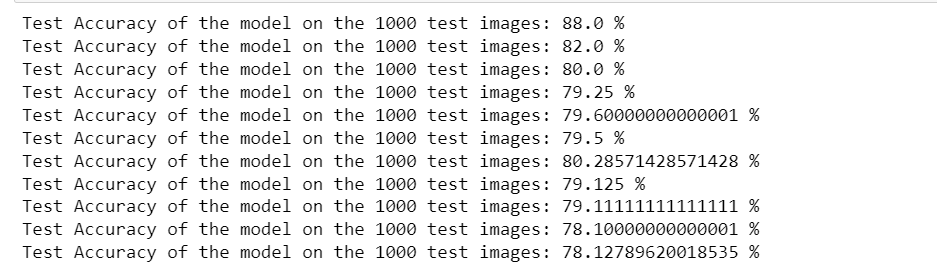 Test Accuracy of the model on the 1000 test images: 88.0 %
Test Accuracy of the model on the 1000 test images: 82.0 %
Test Accuracy of the model on the 1000 test images: 80.0 %
Test Accuracy of the model on the 1000 test images: 79.25 %
Test Accuracy of the model on the 1000 test images: 79.60000000000001 %
Test Accuracy of the model on the 1000 test images: 79.5 %
Test Accuracy of the model on the 1000 test images: 80.28571428571428 %
Test Accuracy of the model on the 1000 test images: 79.125 %
Test Accuracy of the model on the 1000 test images: 79.11111111111111 %
Test Accuracy of the model on the 1000 test images: 78.10000000000001 %
Test Accuracy of the model on the 1000 test images: 78.12789620018535 %